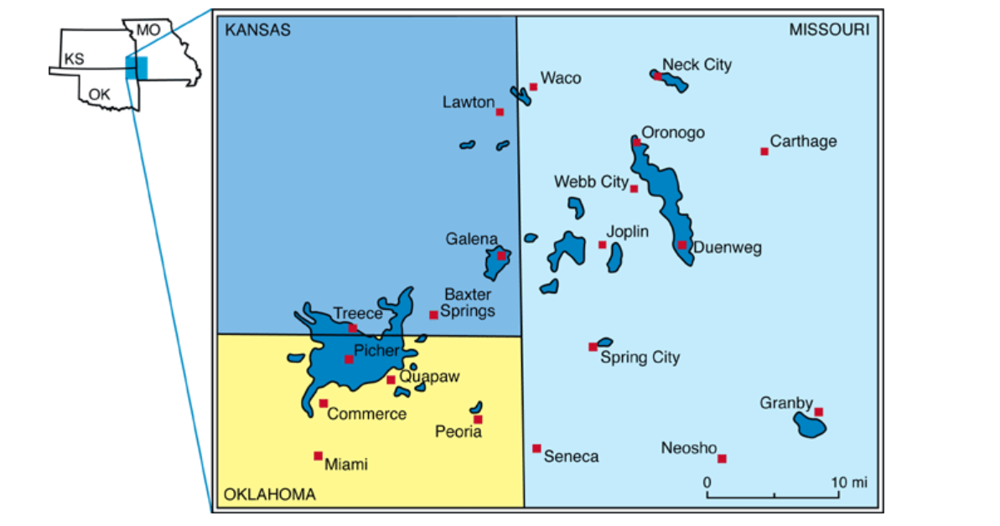 MO
KS
OK
KANSAS
MISSOURI
Neck City
Waco
Lawton
Oronogo
Carthage
Webb City
Joplin
Galena
Duenweg
Baxter
Springs
Treece
Picher
Spring City
Quapaw
Granby
Commerce
Peoria
Neosho
Seneca
Miami
0 10 mi
OKLAHOMA